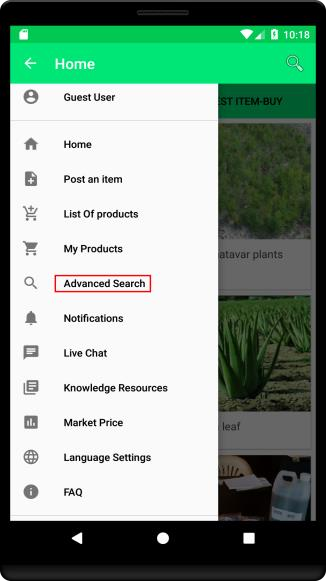 10:18
Home
Guest User
EST ITEM-BUY
Home
Post an item
List Of products
My Products
atavar plants
Advanced Search
Notifications
Live Chat
Knowledge Resources
Market Price
leaf
Language Settings
FAQ